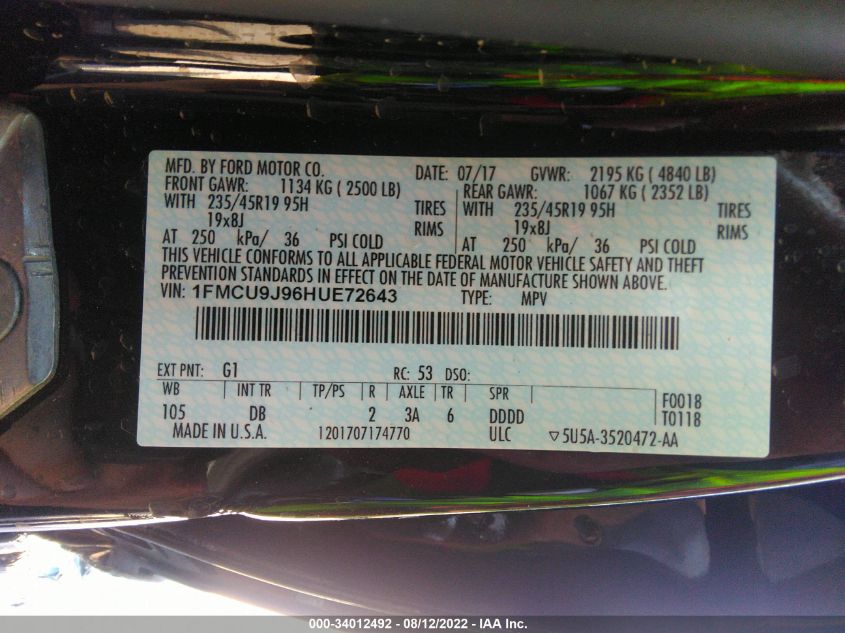 MFD. BY FORD MOTOR CO. DATE: 07/17 GVWR: 2195 KG ( 4840 LB)
FRONT GAWR: 1134 KG ( 2500 LB) REAR GAWR: 1067 KG ( 2352 LB)
WITH 235/45R19 95H TIRES WITH 235/45R19 95H TIRES
19x8J RIMS 19x8J RIMS
AT 250 kPa/ 36 PSI COLD AT 250 kPa/ 36 PSI COLD
THIS VEHICLE CONFORMS TO ALL APPLICABLE FEDERAL MOTOR VEHICLE SAFETY AND THEFT
PREVENTION STANDARDS IN EFFECT ON THE DATE OF MANUFACTURE SHOWN ABOVE.
VIN: 1FMCU9J96HUE72643 TYPE: MPV
EXT PNT: G1 RC: 53 DSO:
WB INT TR TP/PS R AXLE TR SPR F0018
105 DB 2 3A 6 DDDD T0118
MADE IN U.S.A. 1201707174770 ULC ▽5U5A-3520472-AA
000-34012492 - 08/12/2022 - IAA Inc.